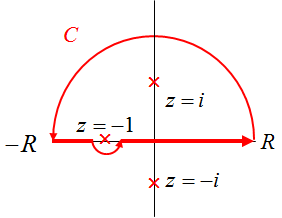 C
z = i
z = −1
−R
R
z = −i